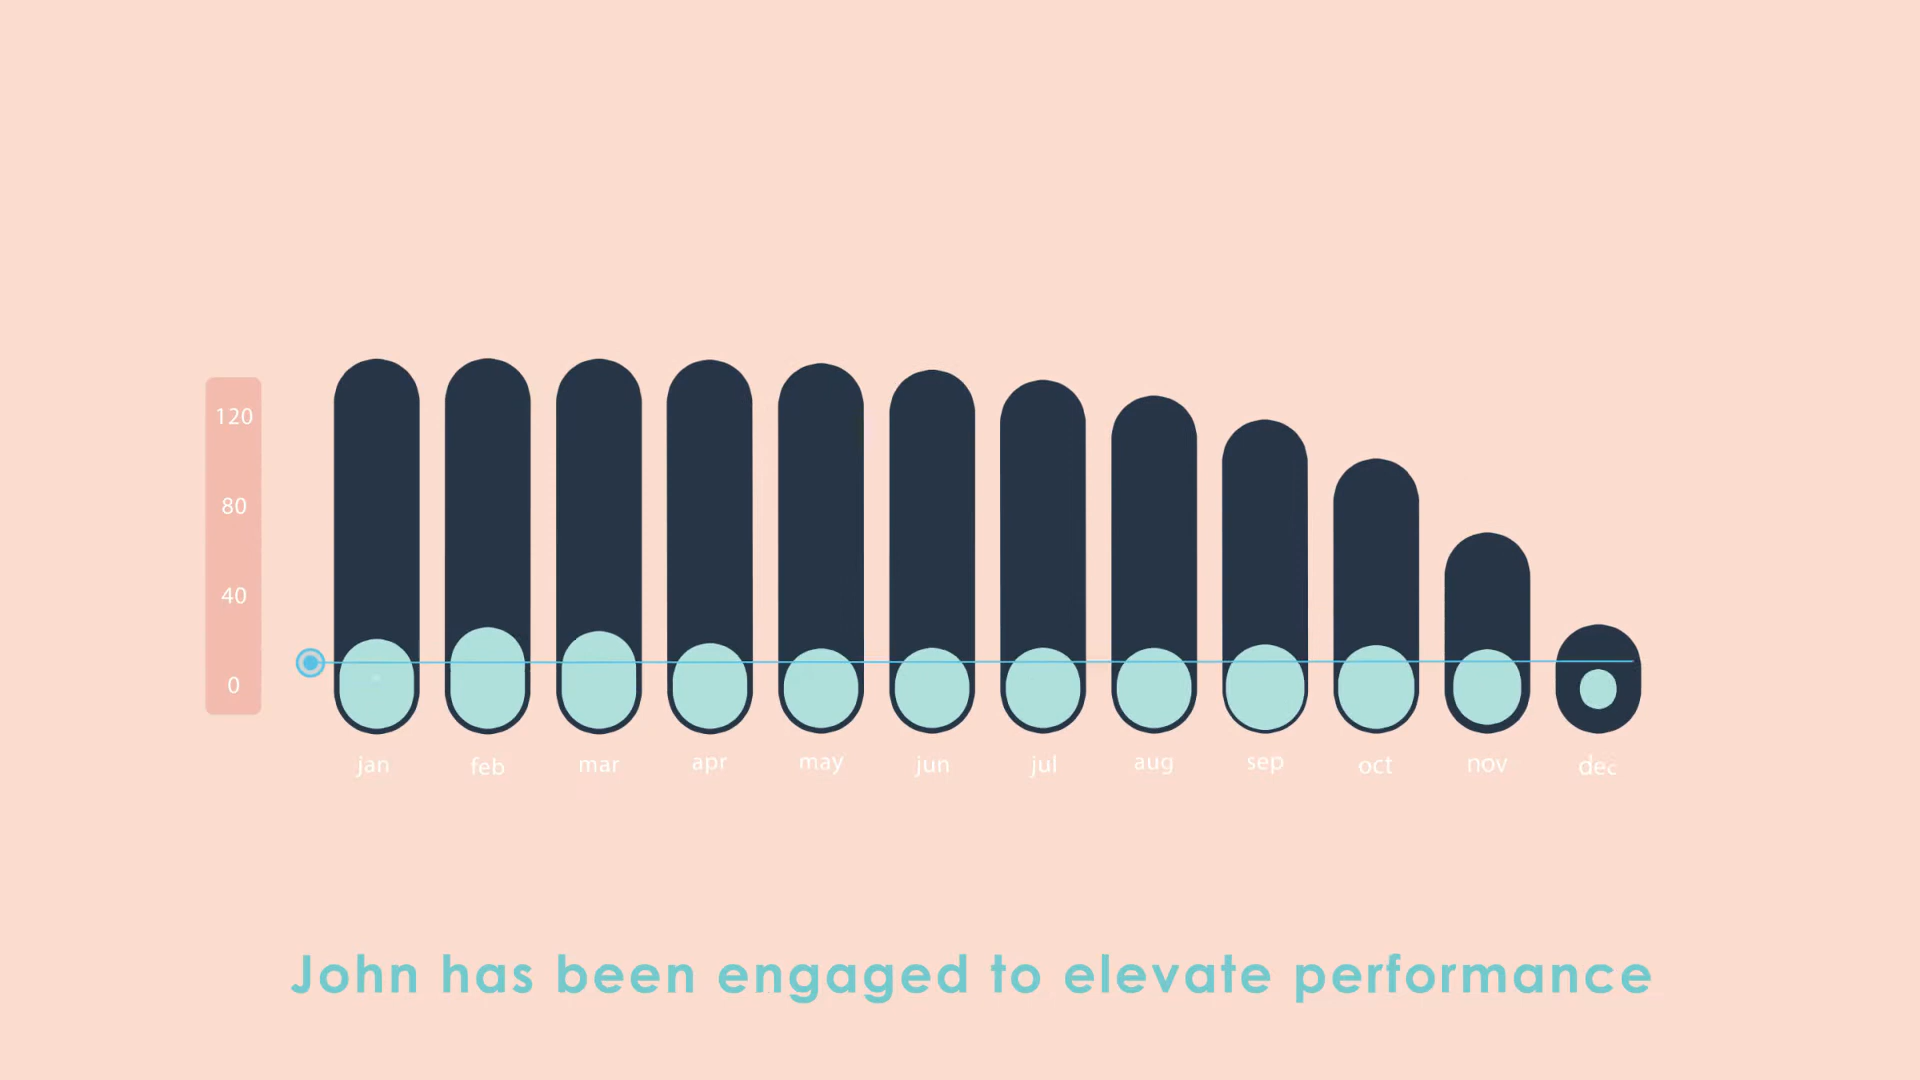 120
80
40
0
jan feb mar apr may jun jul aug sep oct nov dec
John has been engaged to elevate performance